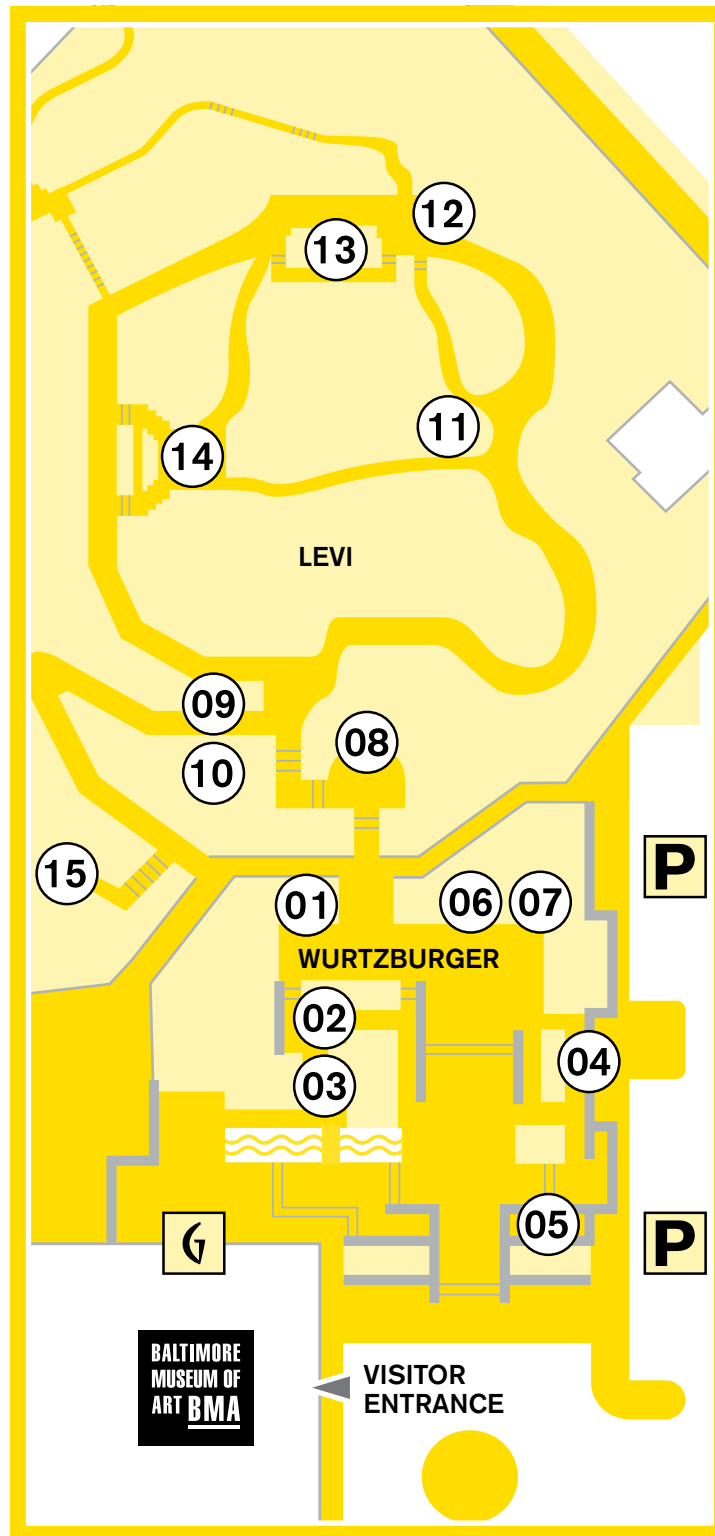 12
13
11
14
LEVI
09
08
10
P
15
01
06
07
WURTZBURGER
02
04
03
05
G
P
BALTIMORE
MUSEUM OF
ART BMA
VISITOR
ENTRANCE